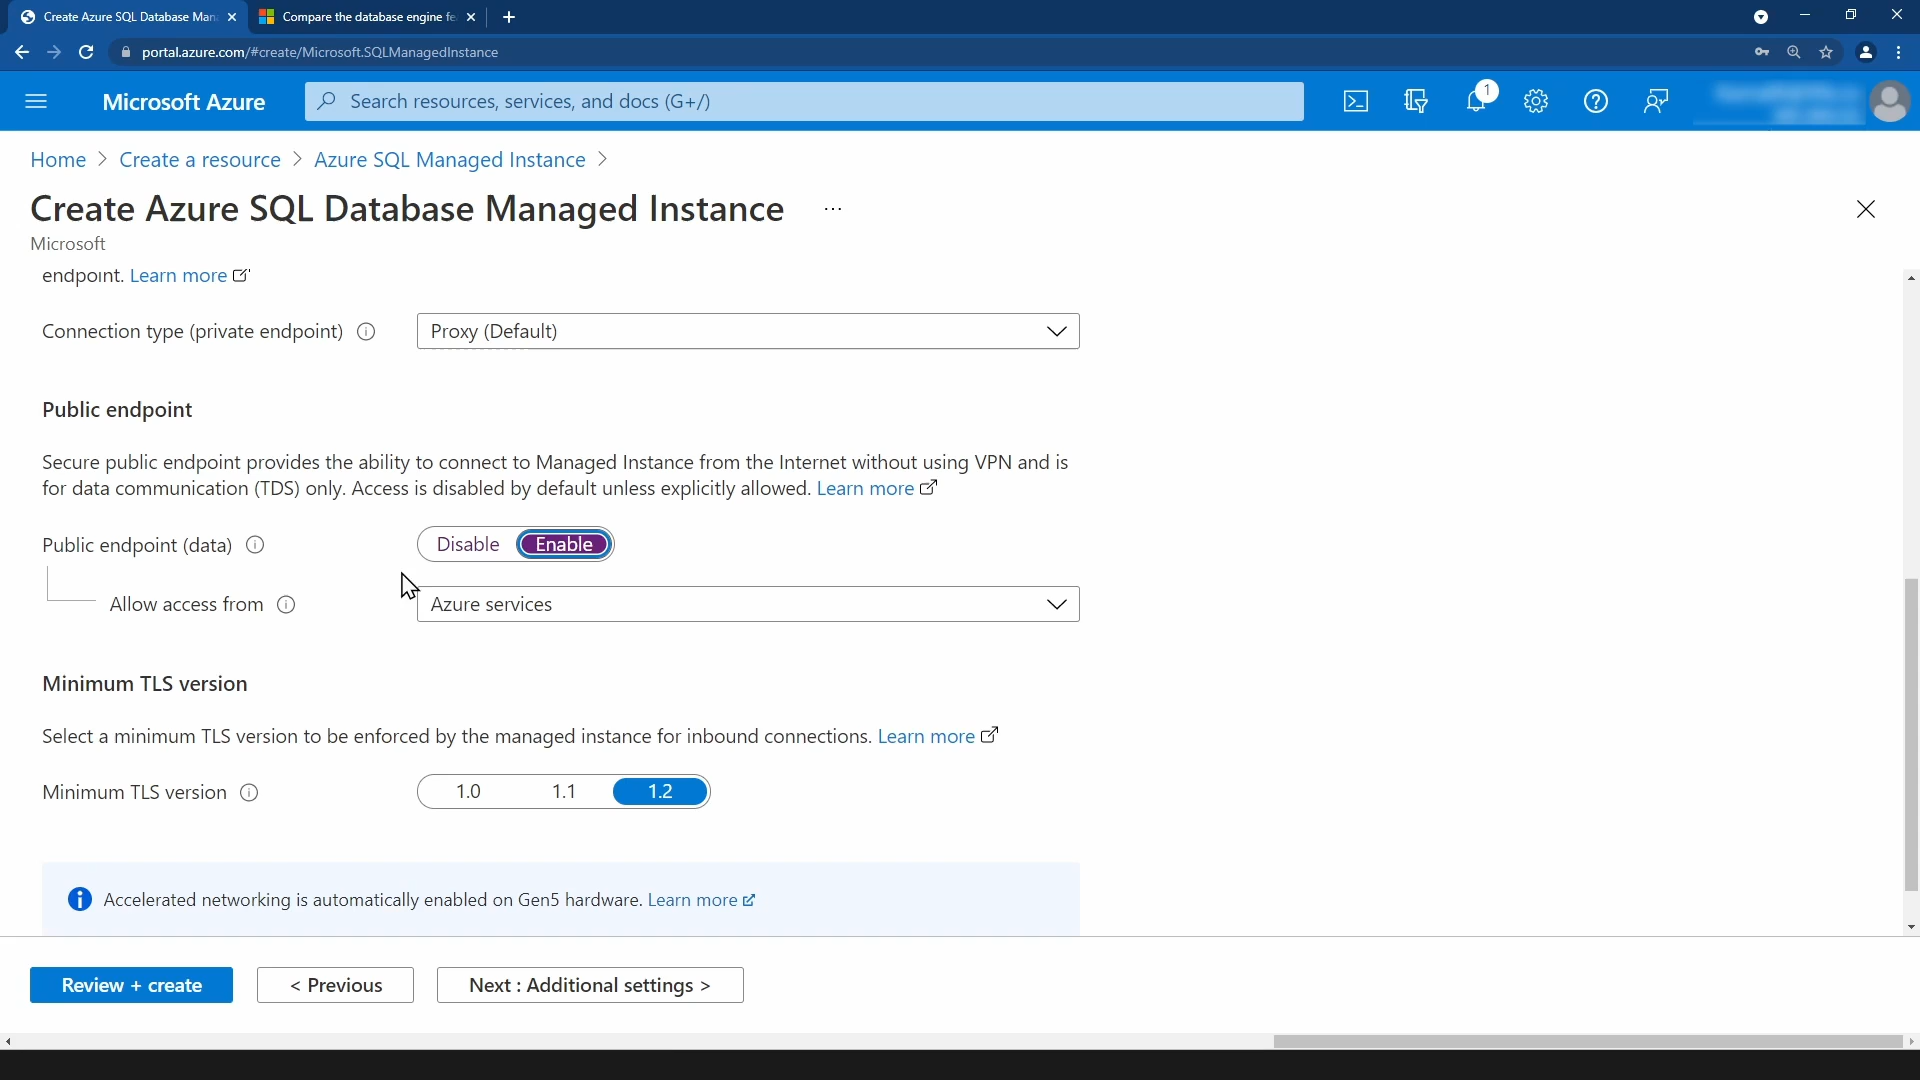 Create Azure SQL Database Man
Compare the database engine fe
portal.azure.com/#create/Microsoft.SQLManagedInstance
Microsoft Azure
Search resources, services, and docs (G+/)
1
Home > Create a resource > Azure SQL Managed Instance >
Create Azure SQL Database Managed Instance ...
Microsoft
endpoint. Learn more
Connection type (private endpoint)
Proxy (Default)
Public endpoint
Secure public endpoint provides the ability to connect to Managed Instance from the Internet without using VPN and is
for data communication (TDS) only. Access is disabled by default unless explicitly allowed. Learn more
Public endpoint (data)
Disable Enable
Allow access from
Azure services
Minimum TLS version
Select a minimum TLS version to be enforced by the managed instance for inbound connections. Learn more
Minimum TLS version
1.0 1.1 1.2
Accelerated networking is automatically enabled on Gen5 hardware. Learn more
Review + create
< Previous
Next : Additional settings >